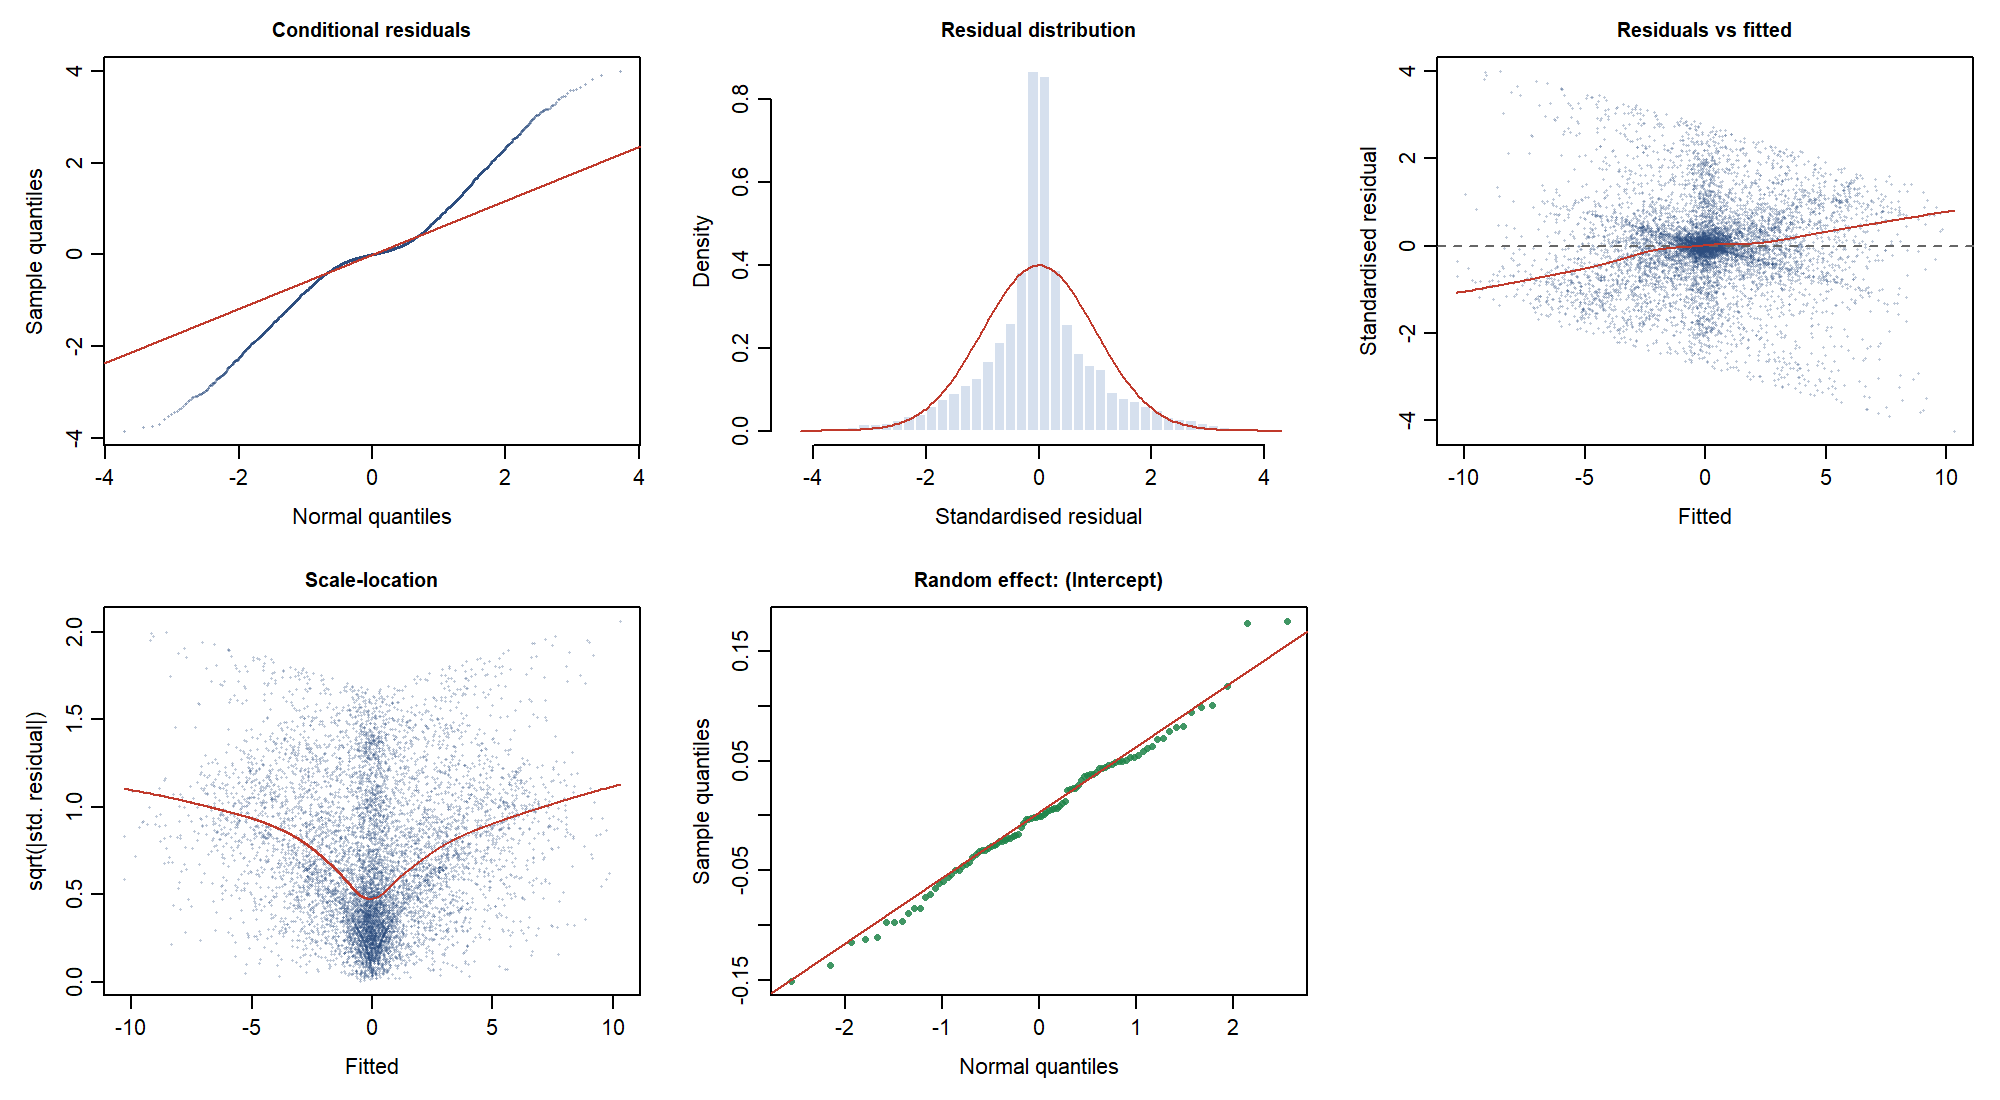 Conditional residuals
Sample quantiles
4
2
0
-2
-4
-4 -2 0 2 4
Normal quantiles
Residual distribution
Density
0.8
0.6
0.4
0.2
0.0
-4 -2 0 2 4
Standardised residual
Residuals vs fitted
Standardised residual
4
2
0
-2
-4
-10 -5 0 5 10
Fitted
Scale-location
sqrt(|std. residual|)
2.0
1.5
1.0
0.5
0.0
-10 -5 0 5 10
Fitted
Random effect: (Intercept)
Sample quantiles
0.15
0.05
-0.05
-0.15
-2 -1 0 1 2
Normal quantiles